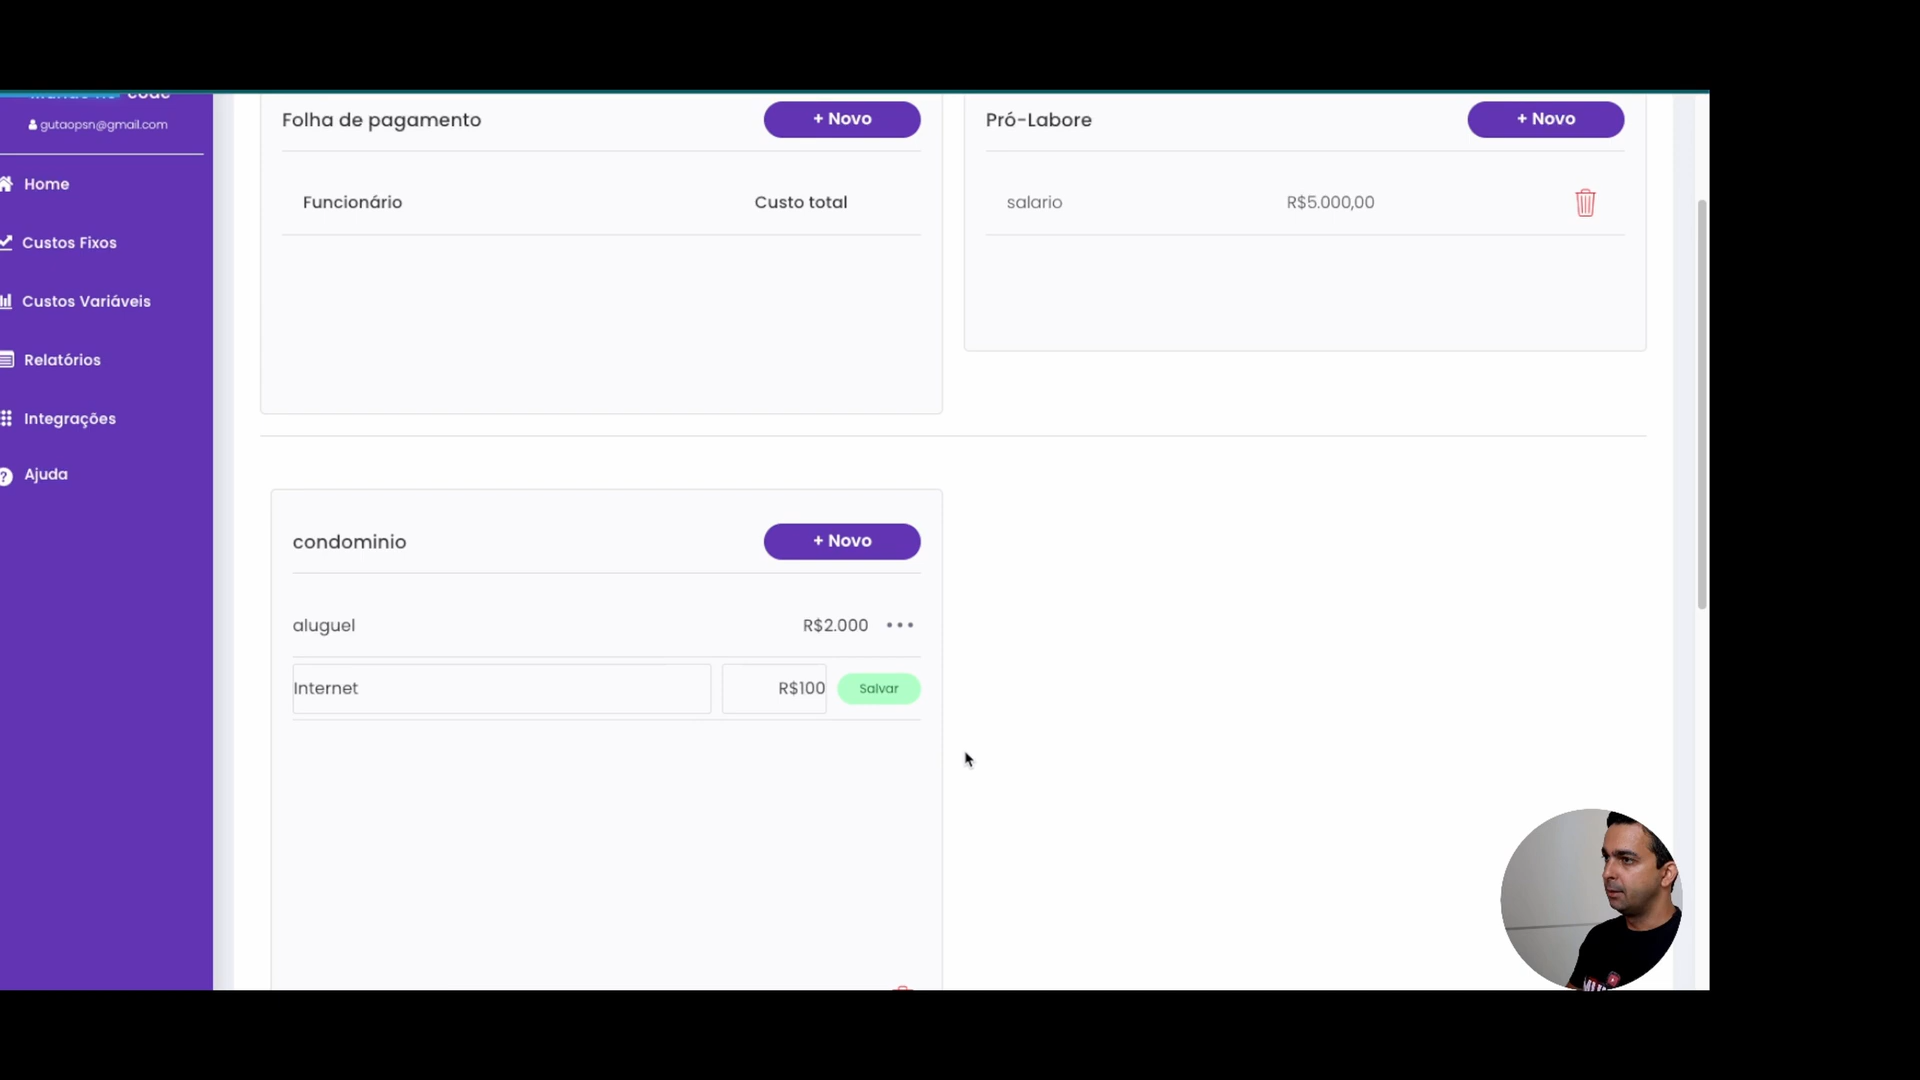 code
gutaopsn@gmail.com
Home
Custos Fixos
Custos Variáveis
Relatórios
Integrações
Ajuda
Folha de pagamento
+ Novo
Funcionário Custo total
Pró-Labore
+ Novo
salario R$5.000,00
condominio
+ Novo
aluguel R$2.000
Internet R$100 Salvar